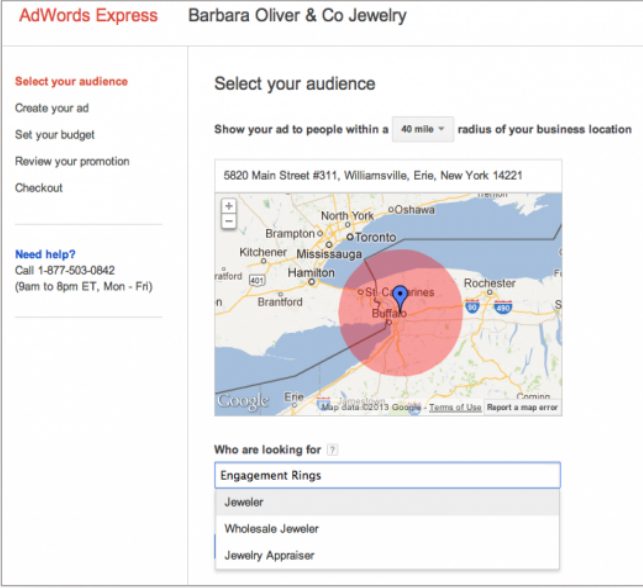 AdWords Express
Barbara Oliver & Co Jewelry
Select your audience
Create your ad
Set your budget
Review your promotion
Checkout
Need help?
Call 1-877-503-0842
(9am to 8pm ET, Mon - Fri)
Select your audience
Show your ad to people within a 40 mile radius of your business location
5820 Main Street #311, Williamsville, Erie, New York 14221
+
−
North York
Oshawa
Brampton
Toronto
Kitchener
Mississauga
Hamilton
401
Brantford
St. Catharines
Rochester
Buffalo
90
490
Google
Erie
Jamestown
Corning
Map data ©2013 Google - Terms of Use
Report a map error
Who are looking for ?
Engagement Rings
Jeweler
Wholesale Jeweler
Jewelry Appraiser